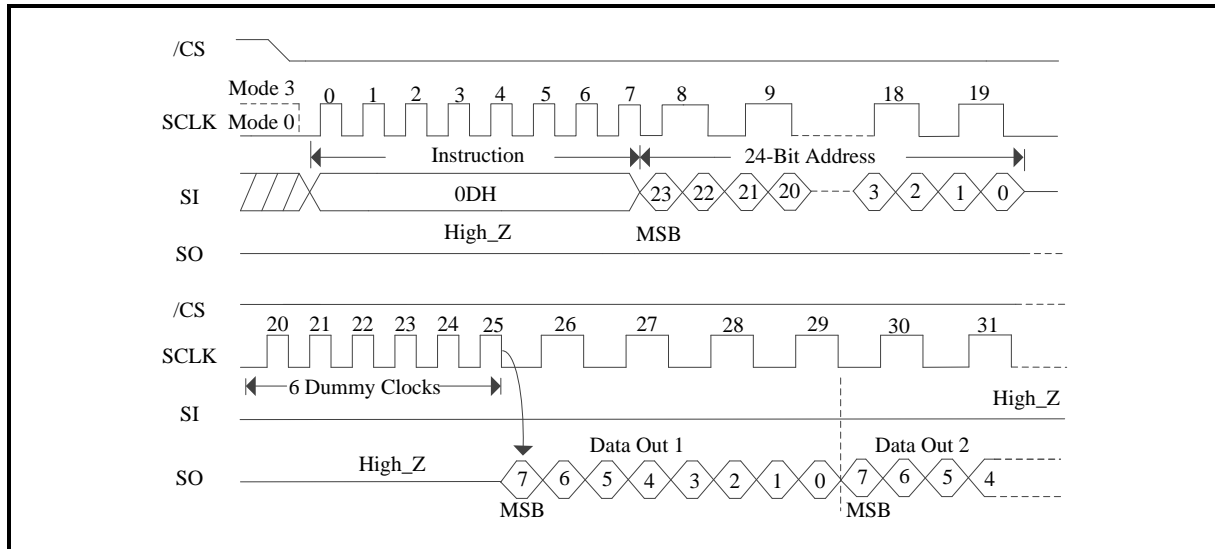 /CS
Mode 3
0 1 2 3 4 5 6 7 8 9 18 19
SCLK Mode 0
Instruction 24-Bit Address
SI 0DH 23 22 21 20 3 2 1 0
High_Z MSB
SO
/CS
20 21 22 23 24 25 26 27 28 29 30 31
SCLK
6 Dummy Clocks
High_Z
SI
Data Out 1 Data Out 2
High_Z
SO 7 6 5 4 3 2 1 0 7 6 5 4
MSB MSB